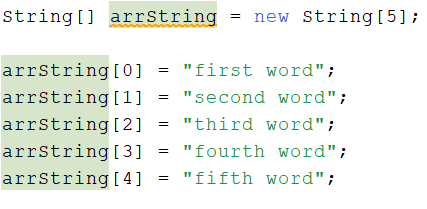 String[] arrString = new String[5];
arrString[0] = "first word";
arrString[1] = "second word";
arrString[2] = "third word";
arrString[3] = "fourth word";
arrString[4] = "fifth word";